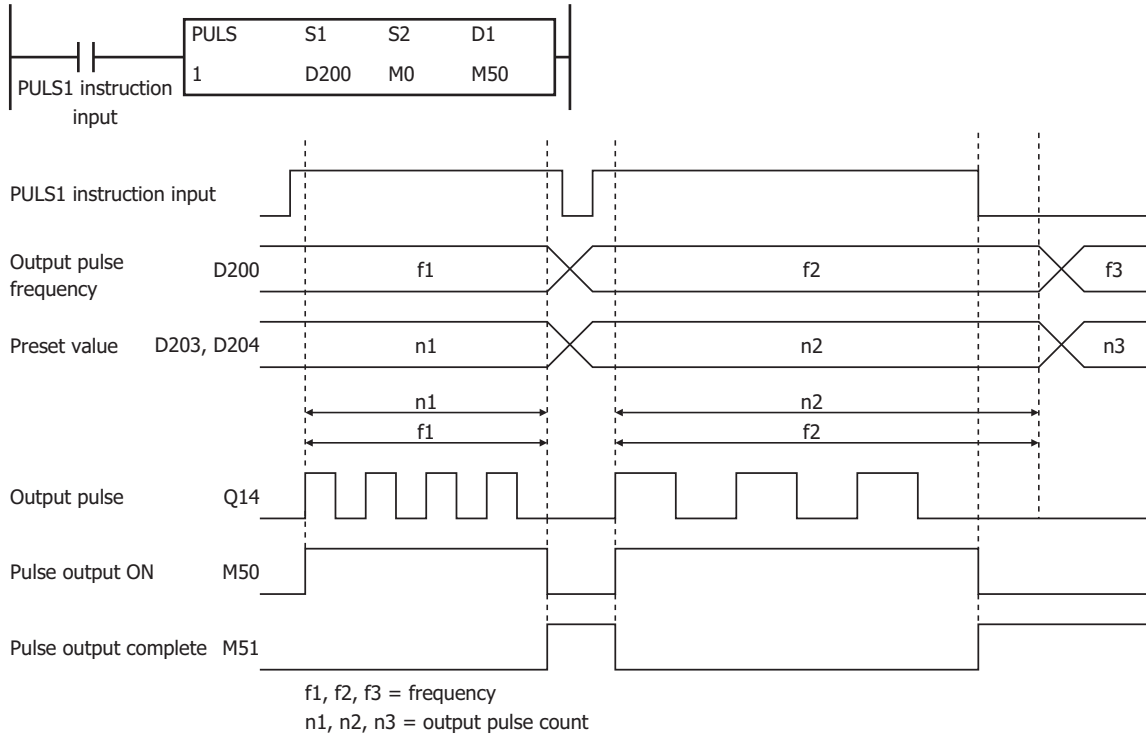 PULS S1 S2 D1
1 D200 M0 M50
PULS1 instruction
input
PULS1 instruction input
Output pulse
frequency
D200 f1 f2 f3
Preset value D203, D204 n1 n2 n3
n1 n2
f1 f2
Output pulse Q14
Pulse output ON M50
Pulse output complete M51
f1, f2, f3 = frequency
n1, n2, n3 = output pulse count